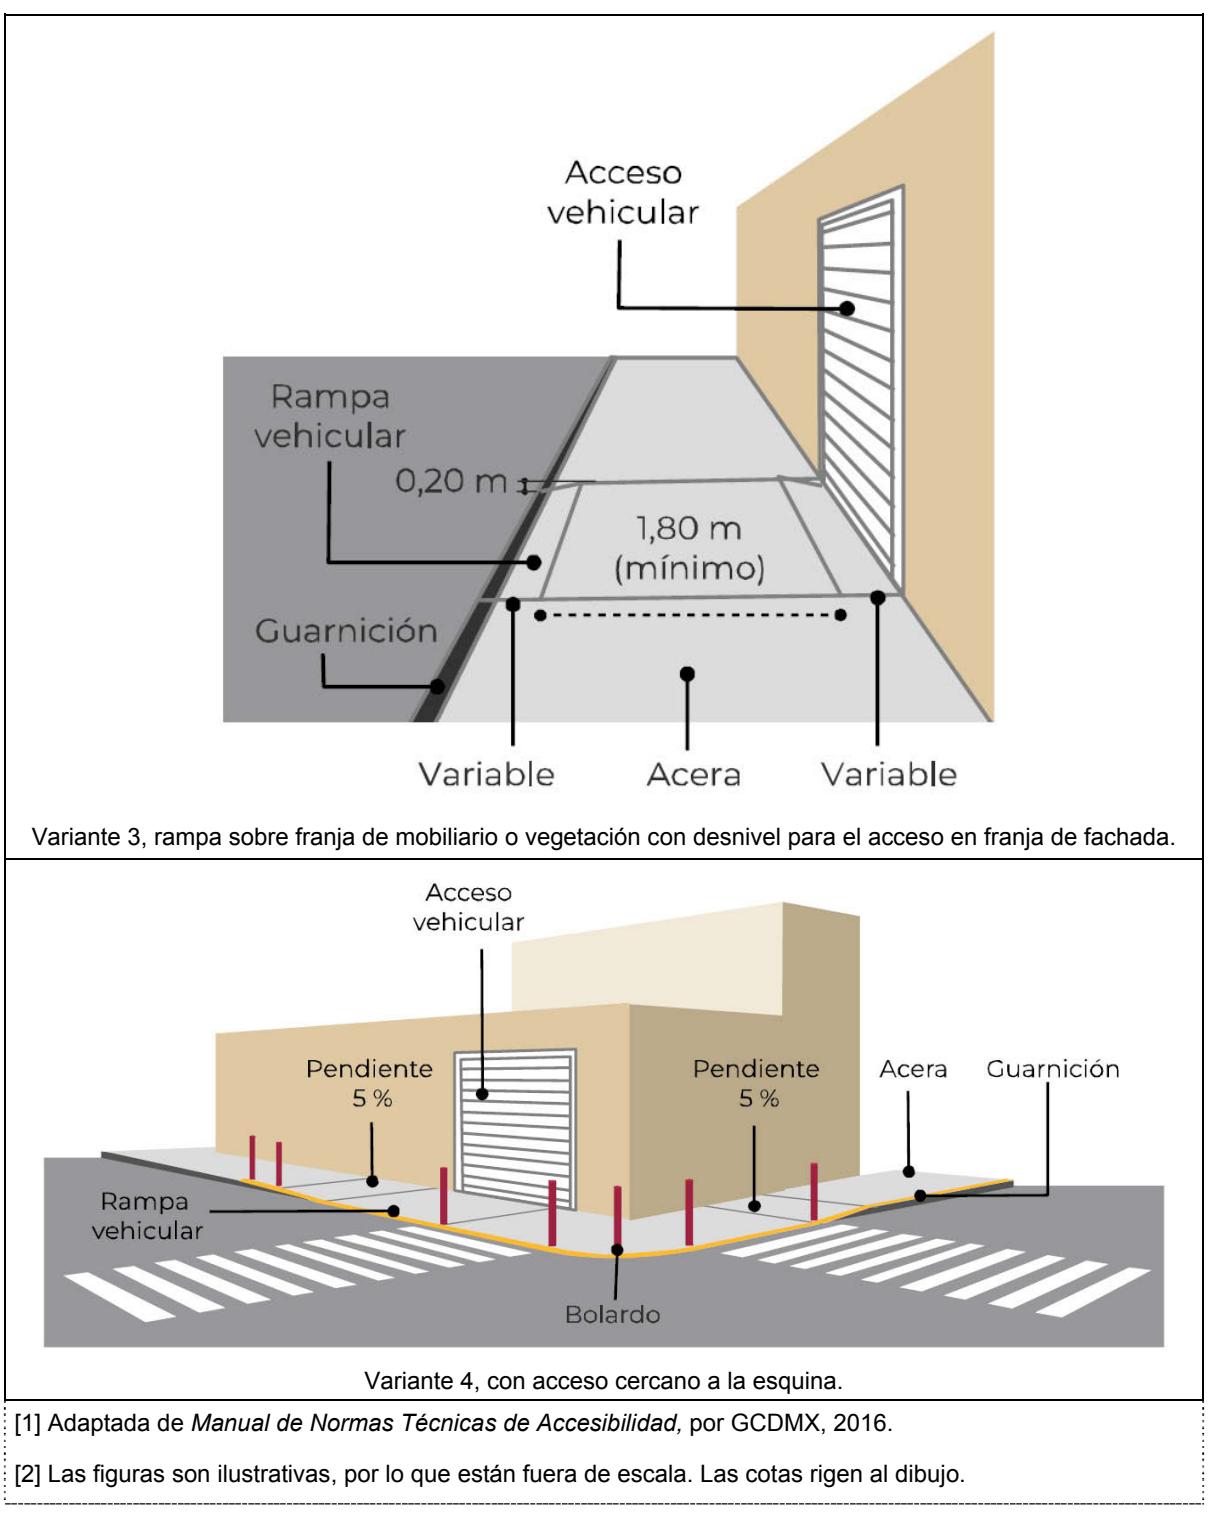 Acceso
vehicular
Rampa
vehicular
0,20 m
1,80 m
(mínimo)
Guarnición
Variable
Acera
Variable
Variante 3, rampa sobre franja de mobiliario o vegetación con desnivel para el acceso en franja de fachada.
Acceso
vehicular
Pendiente
5 %
Pendiente
5 %
Acera
Guarnición
Rampa
vehicular
Bolardo
Variante 4, con acceso cercano a la esquina.
[1] Adaptada de Manual de Normas Técnicas de Accesibilidad, por GCDMX, 2016.
[2] Las figuras son ilustrativas, por lo que están fuera de escala. Las cotas rigen al dibujo.